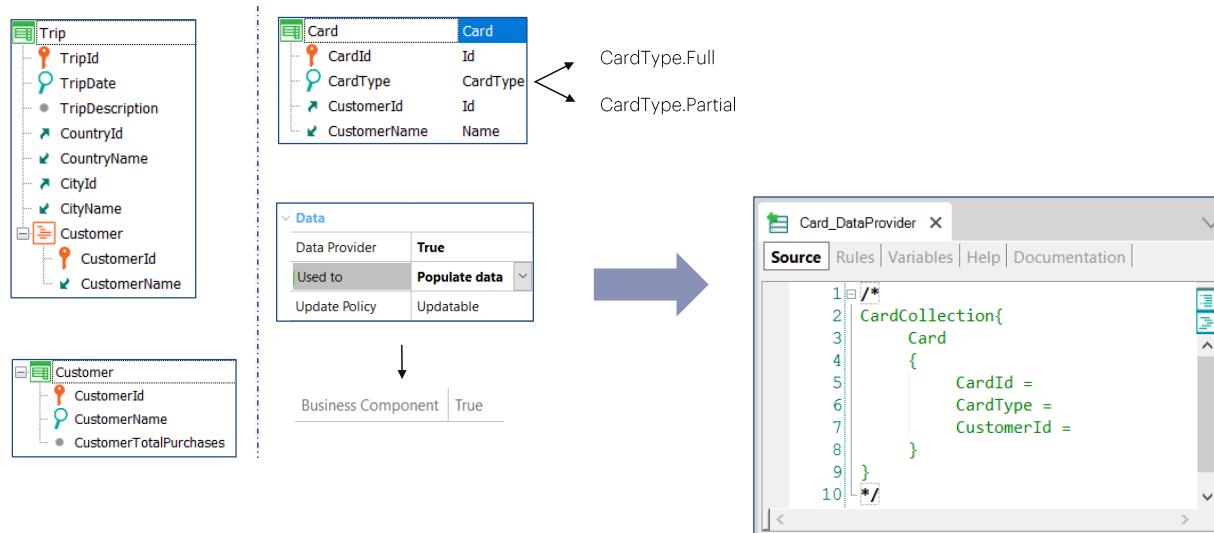 Trip
TripId
TripDate
TripDescription
CountryId
CountryName
CityId
CityName
Customer
CustomerId
CustomerName
Customer
CustomerId
CustomerName
CustomerTotalPurchases
Card Card
CardId Id
CardType CardType
CustomerId Id
CustomerName Name
CardType.Full
CardType.Partial
Data
Data Provider True
Used to Populate data
Update Policy Updatable
Business Component True
Card_DataProvider
Source Rules Variables Help Documentation
1 /*
2 CardCollection{
3 Card
4 {
5 CardId =
6 CardType =
7 CustomerId =
8 }
9 }
10 */